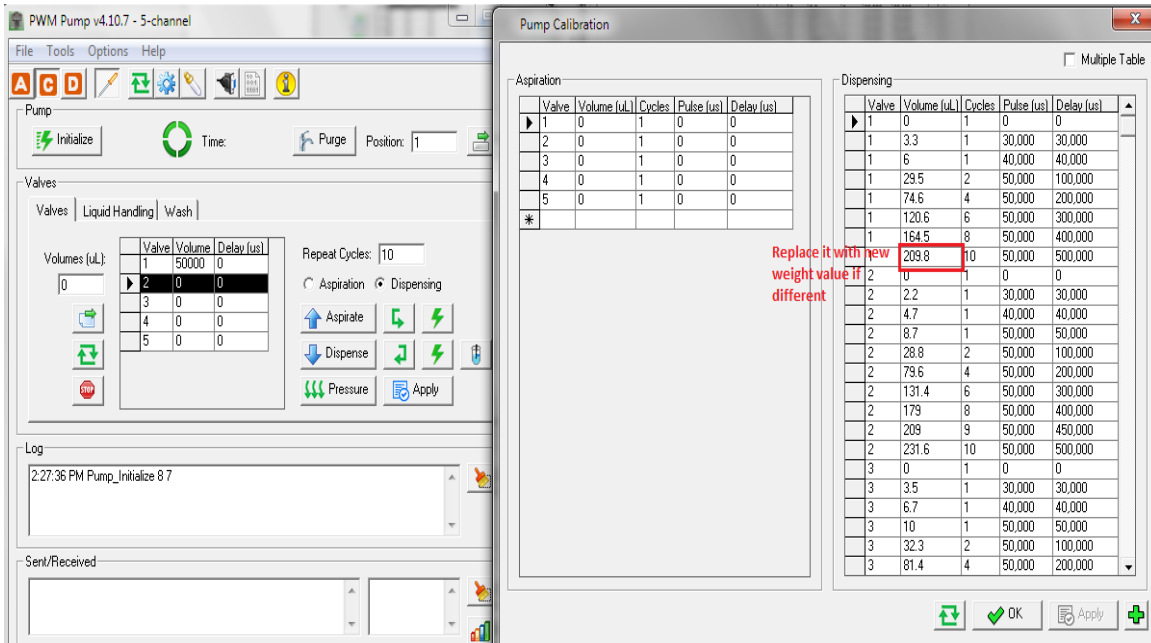 PWM Pump v4.10.7 - 5-channel
File Tools Options Help
A C D
Pump
Initialize Time: Purge Position: 1
Valves
Valves Liquid Handling Wash
Volumes (uL):
0
STOP
Valve Volume Delay (us)
1 50000 0
2 0 0
3 0 0
4 0 0
5 0 0
Repeat Cycles: 10
Aspiration Dispensing
Aspirate
Dispense
Pressure Apply
Log
2:27:36 PM Pump_Initialize 8 7
Sent/Received
Pump Calibration
X
Multiple Table
Aspiration
Valve Volume (uL) Cycles Pulse (us) Delay (us)
1 0 1 0 0
2 0 1 0 0
3 0 1 0 0
4 0 1 0 0
5 0 1 0 0
Replace it with new
weight value if
different
Dispensing
Valve Volume (uL) Cycles Pulse (us) Delay (us)
1 0 1 0 0
1 3.3 1 30,000 30,000
1 6 1 40,000 40,000
1 29.5 2 50,000 100,000
1 74.6 4 50,000 200,000
1 120.6 6 50,000 300,000
1 164.5 8 50,000 400,000
1 209.8 10 50,000 500,000
2 0 1 0 0
2 2.2 1 30,000 30,000
2 4.7 1 40,000 40,000
2 8.7 1 50,000 50,000
2 28.8 2 50,000 100,000
2 79.6 4 50,000 200,000
2 131.4 6 50,000 300,000
2 179 8 50,000 400,000
2 209 9 50,000 450,000
2 231.6 10 50,000 500,000
3 0 1 0 0
3 3.5 1 30,000 30,000
3 6.7 1 40,000 40,000
3 10 1 50,000 50,000
3 32.3 2 50,000 100,000
3 81.4 4 50,000 200,000
OK Apply